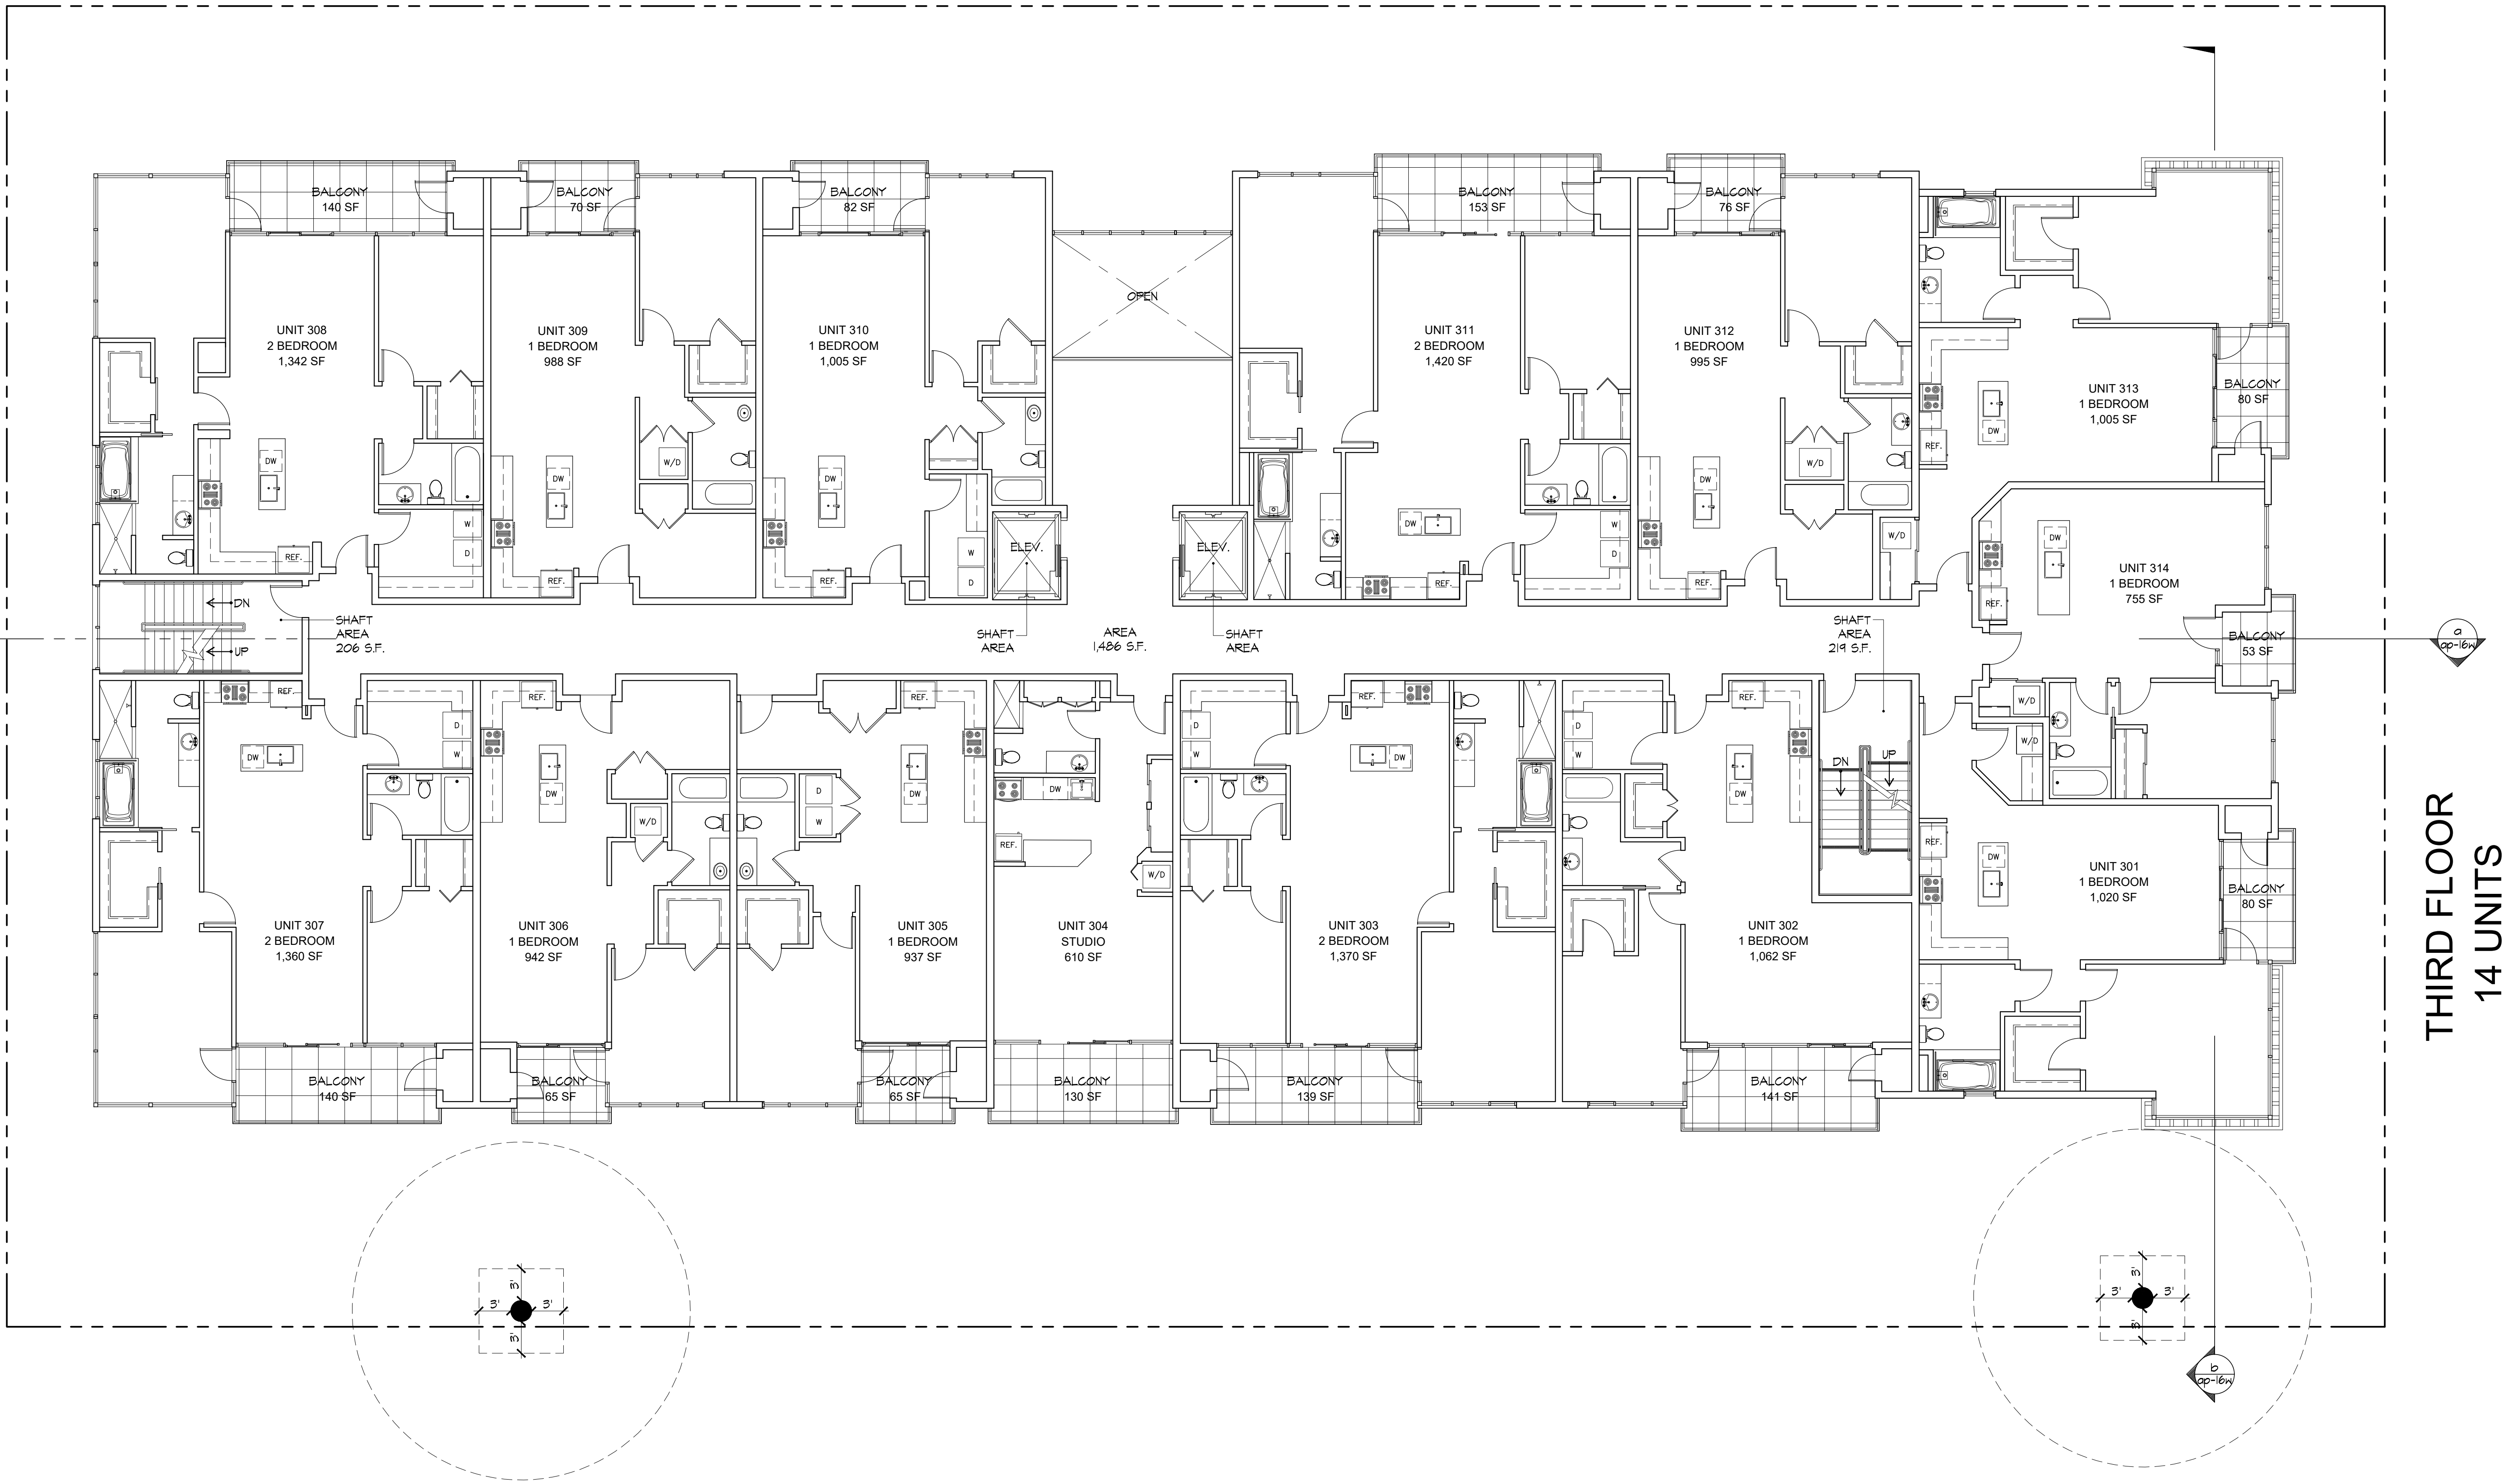 BALCONY
140 SF
BALCONY
70 SF
BALCONY
82 SF
BALCONY
153 SF
BALCONY
76 SF
OPEN
UNIT 308
2 BEDROOM
1,342 SF
UNIT 309
1 BEDROOM
988 SF
UNIT 310
1 BEDROOM
1,005 SF
UNIT 311
2 BEDROOM
1,420 SF
UNIT 312
1 BEDROOM
995 SF
UNIT 313
1 BEDROOM
1,005 SF
BALCONY
80 SF
DW
DW
DW
DW
DW
DW
W/D
W/D
W/D
REF.
REF.
REF.
REF.
REF.
REF.
W
D
W
D
W
D
ELEV.
ELEV.
DW
REF.
UNIT 314
1 BEDROOM
755 SF
BALCONY
53 SF
W/D
DN
UP
SHAFT
AREA
206 S.F.
SHAFT
AREA
AREA
1,486 S.F.
SHAFT
AREA
SHAFT
AREA
219 S.F.
a
ap-16w
REF.
REF.
REF.
REF.
REF.
REF.
REF.
D
W
D
W
D
W
D
W
DW
DW
DW
DW
DW
DW
DW
W/D
W/D
W/D
DN
UP
UNIT 307
2 BEDROOM
1,360 SF
UNIT 306
1 BEDROOM
942 SF
UNIT 305
1 BEDROOM
937 SF
UNIT 304
STUDIO
610 SF
UNIT 303
2 BEDROOM
1,370 SF
UNIT 302
1 BEDROOM
1,062 SF
UNIT 301
1 BEDROOM
1,020 SF
BALCONY
80 SF
BALCONY
140 SF
BALCONY
65 SF
BALCONY
65 SF
BALCONY
130 SF
BALCONY
139 SF
BALCONY
141 SF
3'
3'
3'
3'
3'
3'
3'
3'
b
ap-16w
THIRD FLOOR
14 UNITS